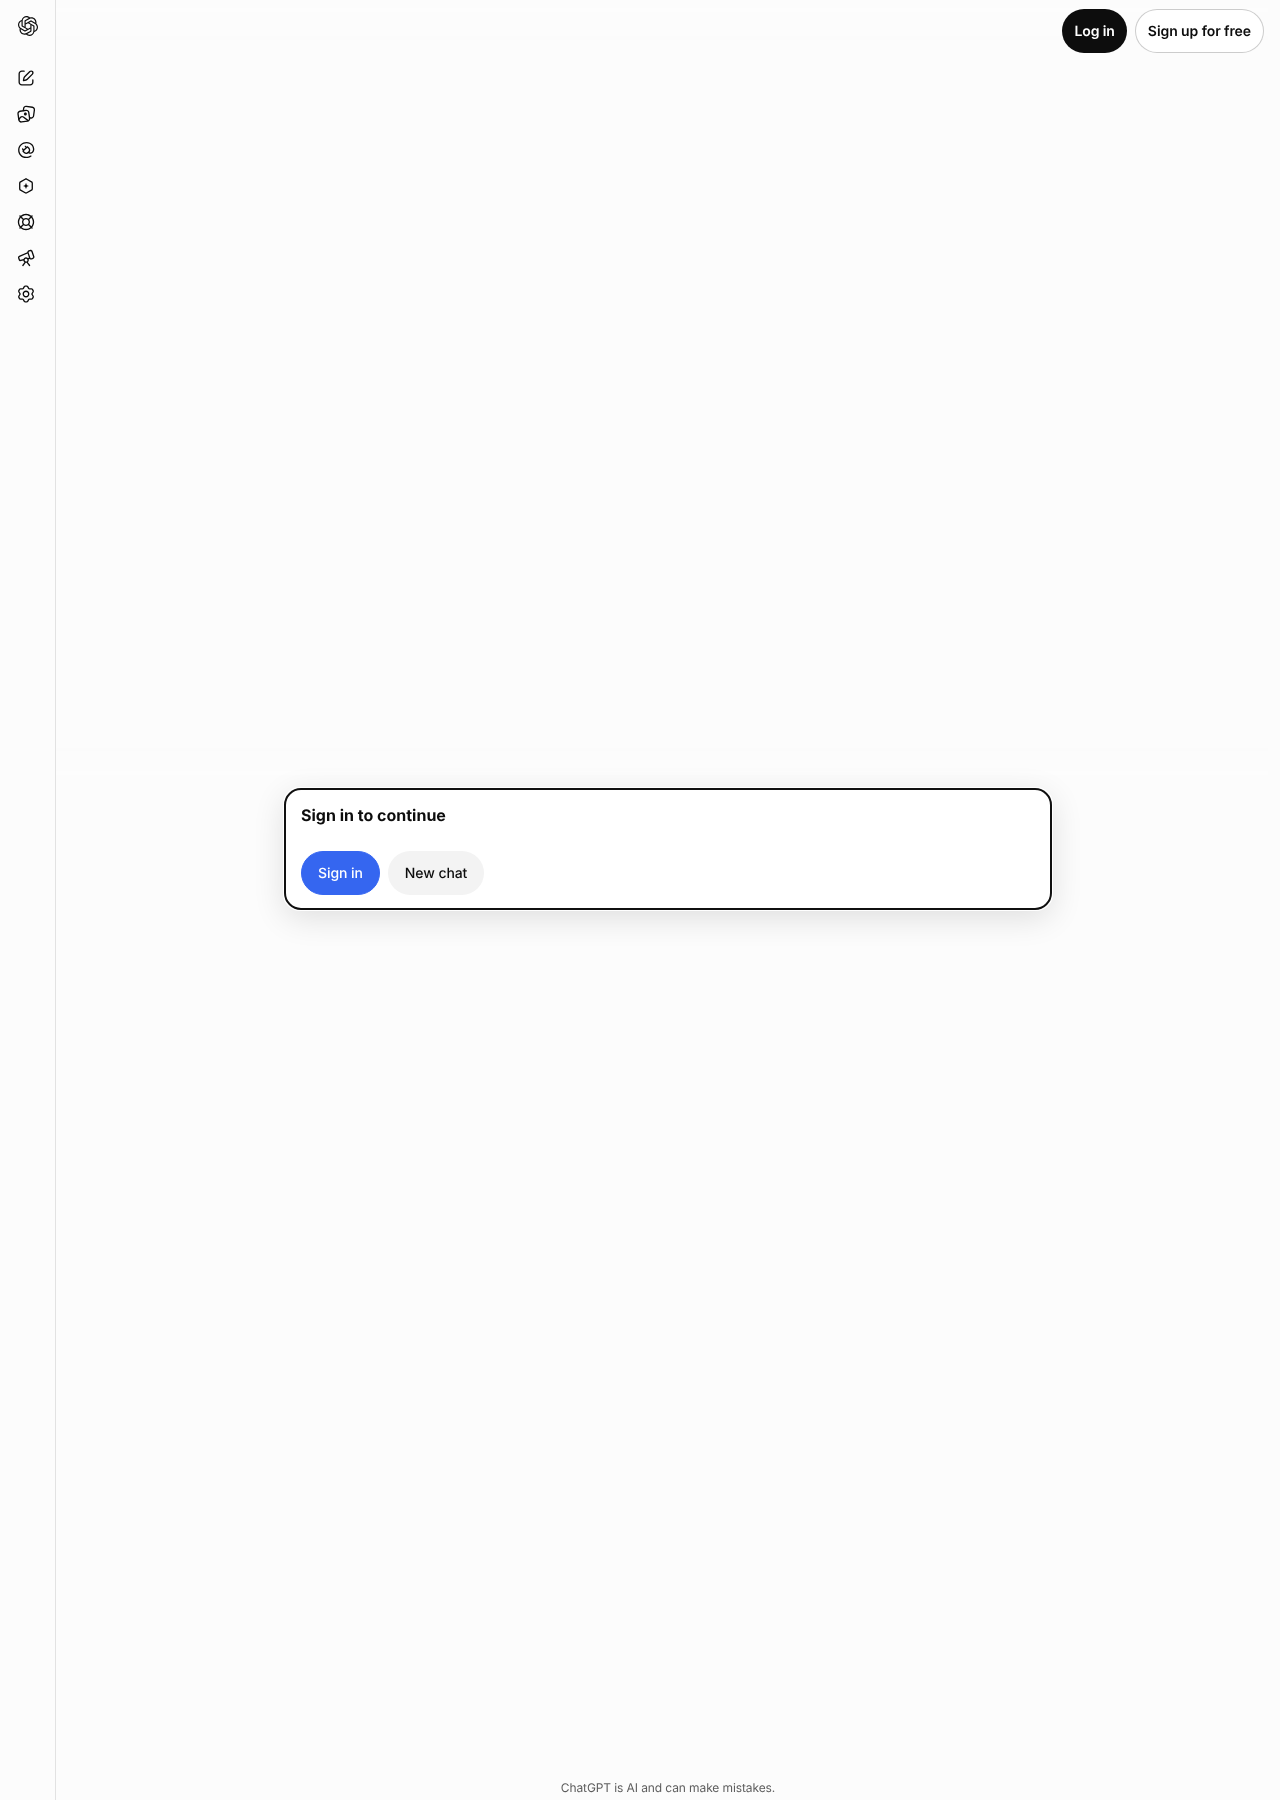 Log in
Sign up for free
Sign in to continue
Sign in
New chat
ChatGPT is AI and can make mistakes.